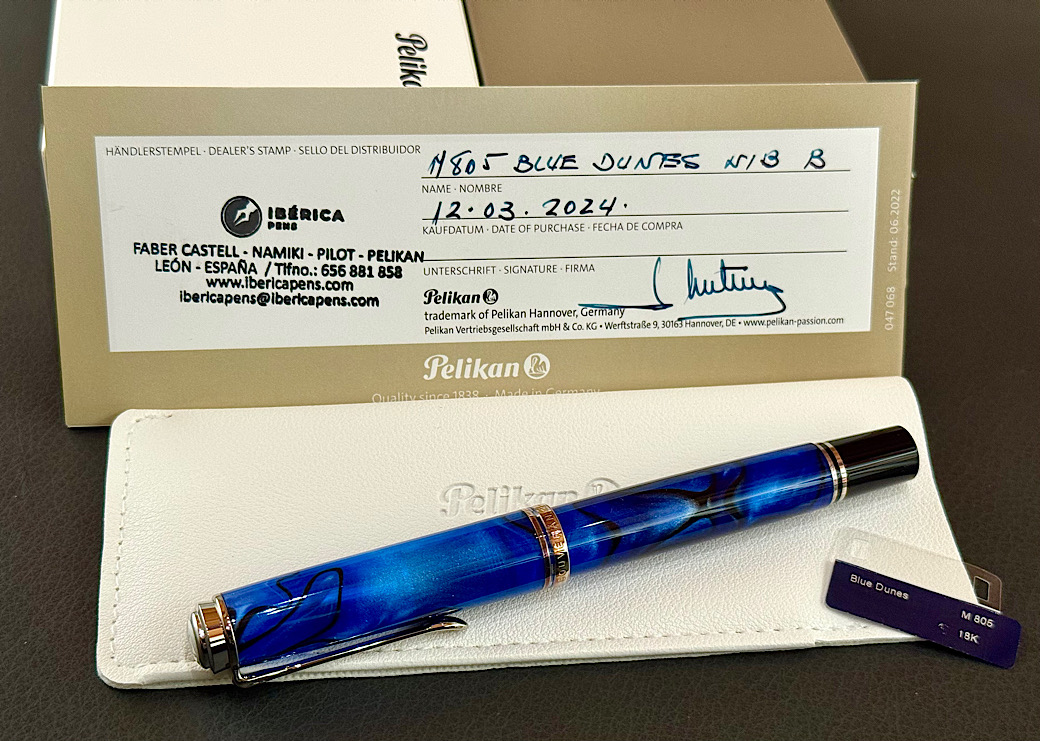 Pelikan
HÄNDLERSTEMPEL · DEALER'S STAMP · SELLO DEL DISTRIBUIDOR
M805 BLUE DUNES NIB B
NAME · NOMBRE
12.03.2024.
KAUFDATUM · DATE OF PURCHASE · FECHA DE COMPRA
UNTERSCHRIFT · SIGNATURE · FIRMA
IBÉRICA
PENS
FABER CASTELL - NAMIKI - PILOT - PELIKAN
LEÓN - ESPAÑA / Tlfno.: 656 881 858
www.ibericapens.com
ibericapens@ibericapens.com
Pelikan
trademark of Pelikan Hannover, Germany
Pelikan Vertriebsgesellschaft mbH & Co. KG • Werftstraße 9, 30163 Hannover, DE • www.pelikan-passion.com
047 068 Stand: 06.2022
Pelikan
Quality since 1838 · Made in Germany
Pelikan
Blue Dunes
M 805
18K